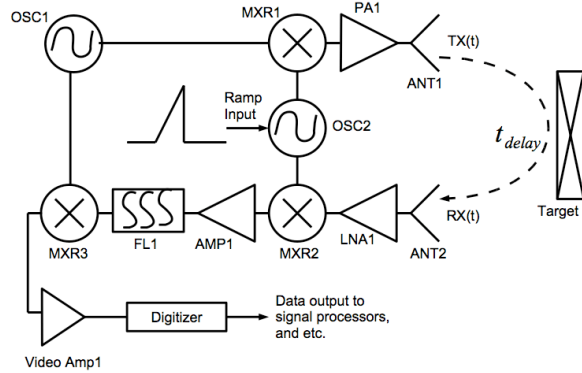 OSC1
MXR1
PA1
TX(t)
ANT1
Ramp
Input
OSC2
t_delay
MXR3
FL1
AMP1
MXR2
LNA1
RX(t)
ANT2
Target
Digitizer
Data output to
signal processors,
and etc.
Video Amp1